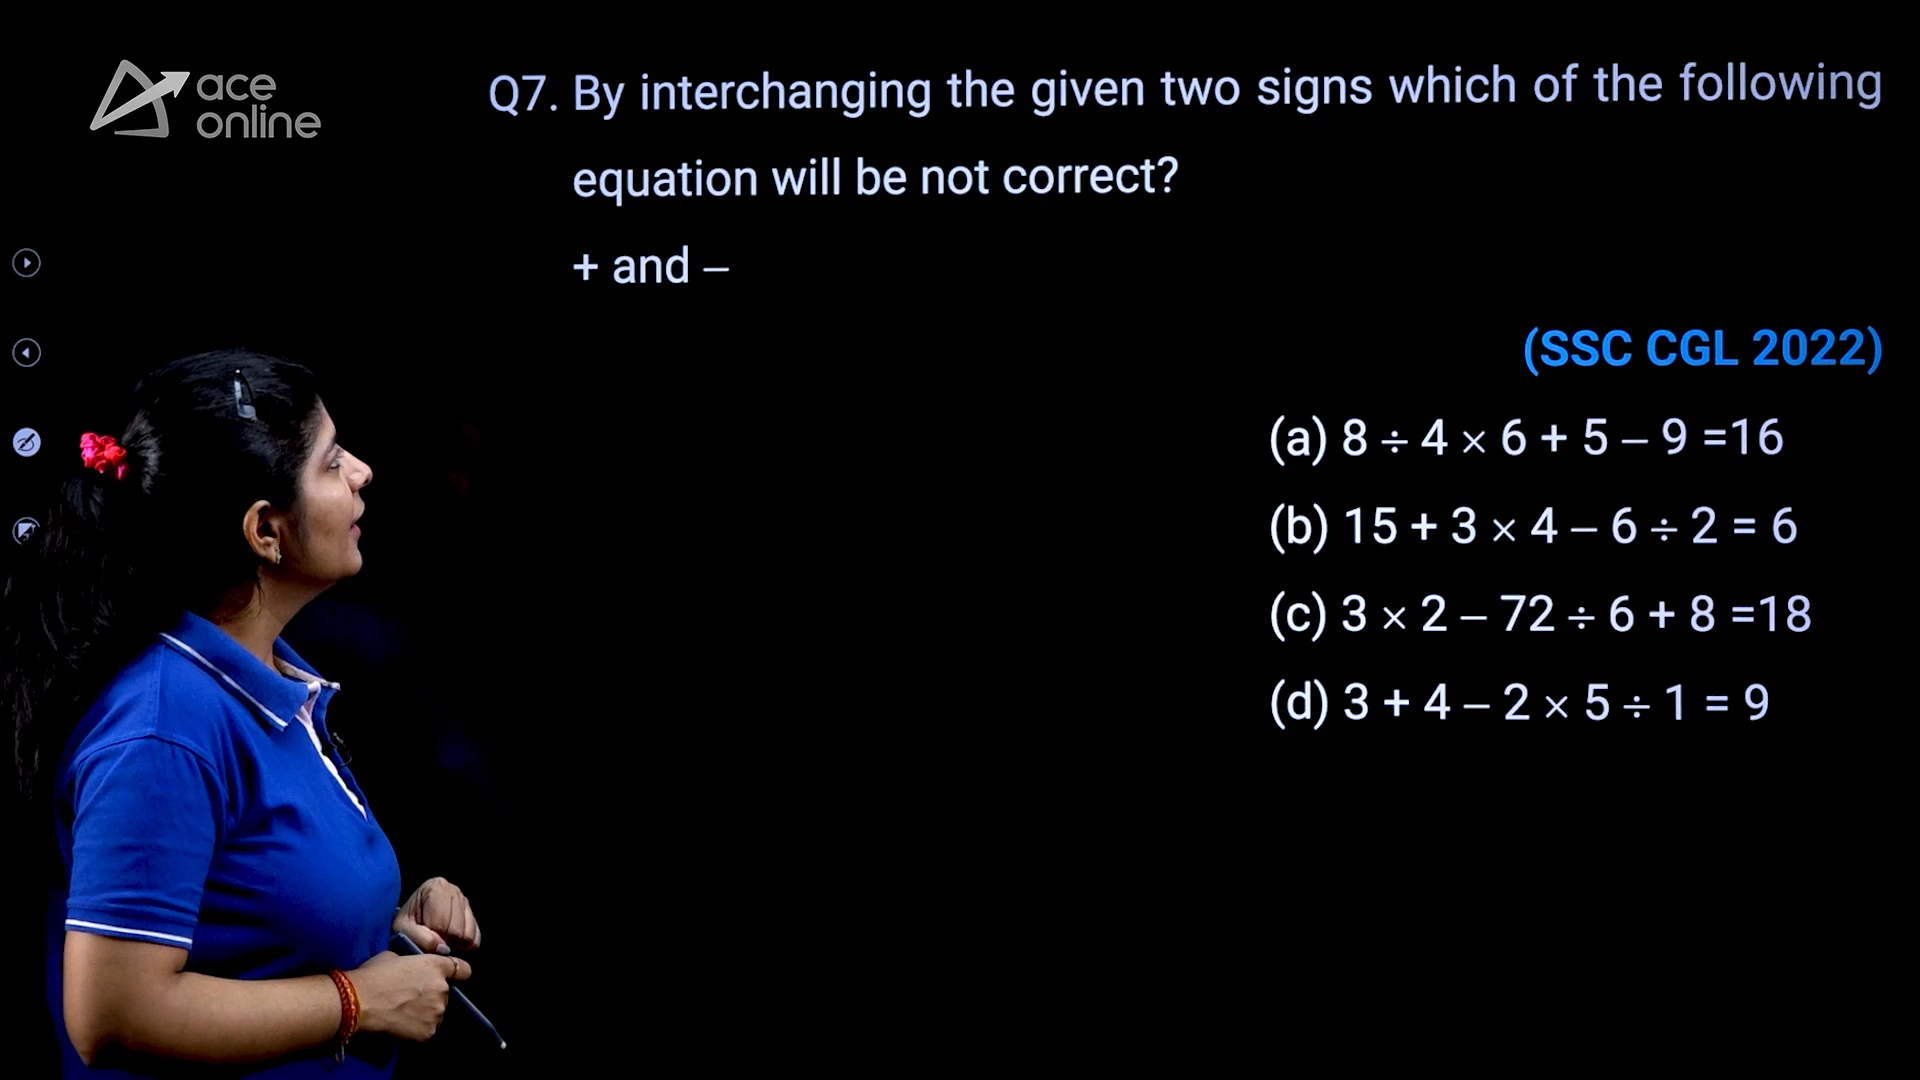 ace
online
Q7. By interchanging the given two signs which of the following
equation will be not correct?
+ and –
(SSC CGL 2022)
(a) 8 ÷ 4 × 6 + 5 – 9 =16
(b) 15 + 3 × 4 – 6 ÷ 2 = 6
(c) 3 × 2 – 72 ÷ 6 + 8 =18
(d) 3 + 4 – 2 × 5 ÷ 1 = 9